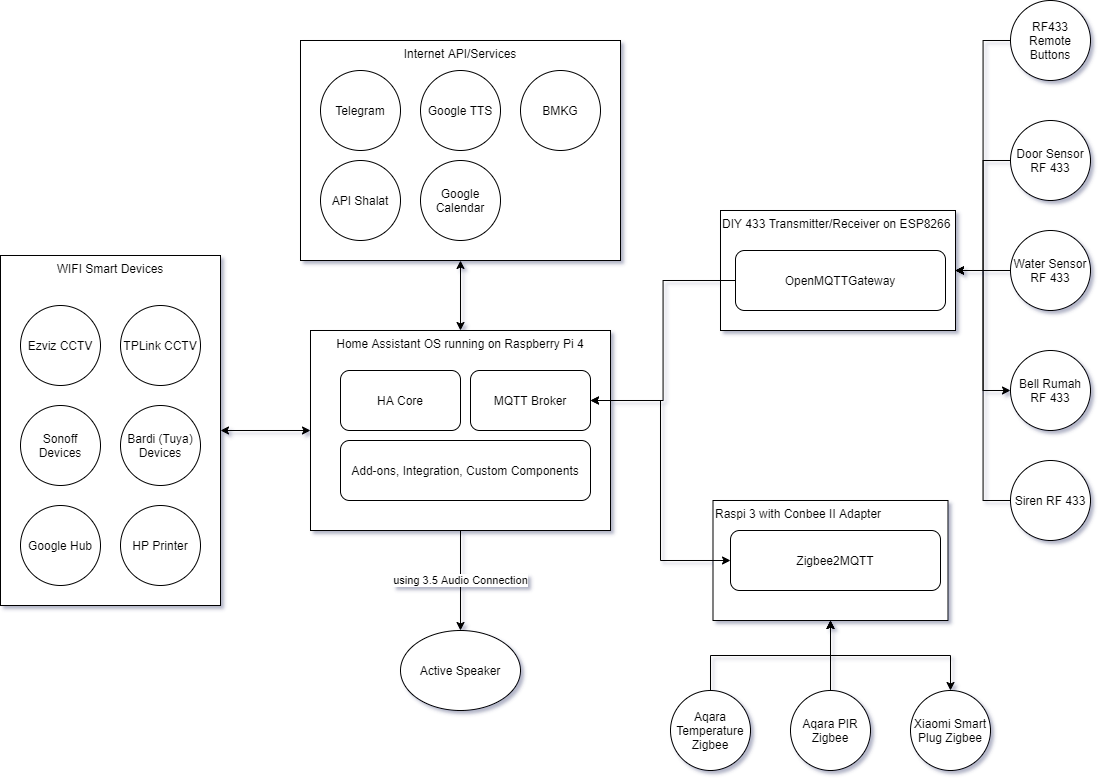 Internet API/Services
Telegram
Google TTS
BMKG
API Shalat
Google
Calendar
WIFI Smart Devices
Ezviz CCTV
TPLink CCTV
Sonoff
Devices
Bardi (Tuya)
Devices
Google Hub
HP Printer
Home Assistant OS running on Raspberry Pi 4
HA Core
MQTT Broker
Add-ons, Integration, Custom Components
using 3.5 Audio Connection
Active Speaker
DIY 433 Transmitter/Receiver on ESP8266
OpenMQTTGateway
RF433
Remote
Buttons
Door Sensor
RF 433
Water Sensor
RF 433
Bell Rumah
RF 433
Siren RF 433
Raspi 3 with Conbee II Adapter
Zigbee2MQTT
Aqara
Temperature
Zigbee
Aqara PIR
Zigbee
Xiaomi Smart
Plug Zigbee